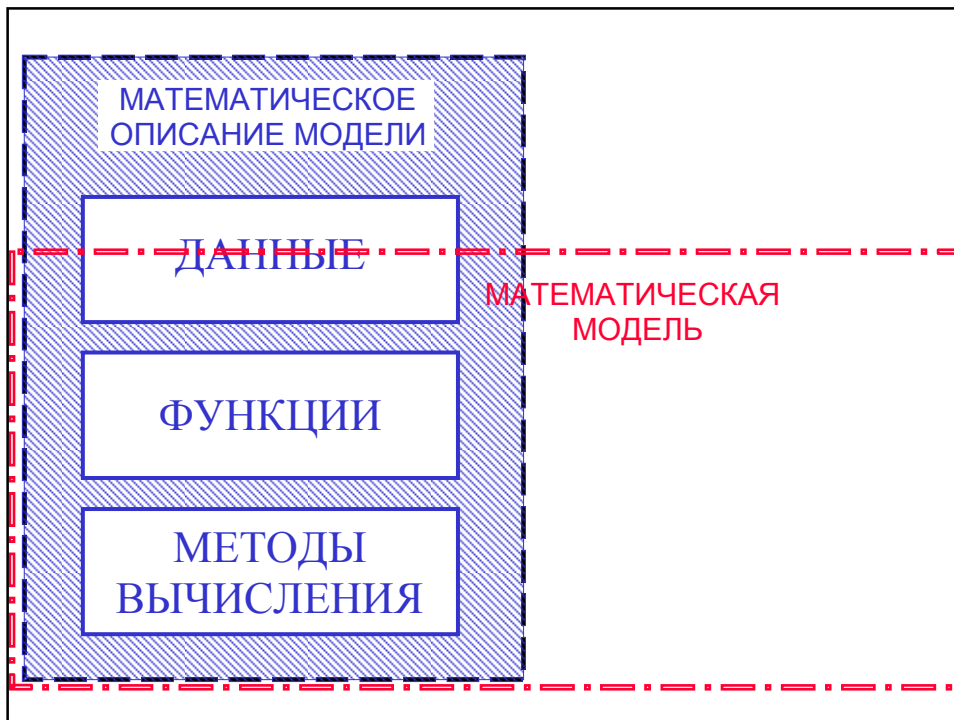 МАТЕМАТИЧЕСКОЕ
ОПИСАНИЕ МОДЕЛИ
ДАННЫЕ
МАТЕМАТИЧЕСКАЯ
МОДЕЛЬ
ФУНКЦИИ
МЕТОДЫ
ВЫЧИСЛЕНИЯ